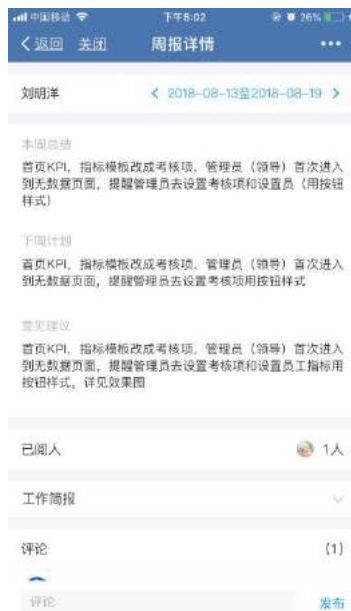 中国移动 下午8:02 26%
返回 关闭 周报详情
刘明洋 2018-08-13至2018-08-19
本周总结
首页KPI，指标模板改成考核项，管理员（领导）首次进入
到无数据页面，提醒管理员去设置考核项和设置员（用按钮
样式）
下周计划
首页KPI，指标模板改成考核项，管理员（领导）首次进入
到无数据页面，提醒管理员去设置考核项用按钮样式
意见建议
首页KPI，指标模板改成考核项，管理员（领导）首次进入
到无数据页面，提醒管理员去设置考核项和设置员工指标用
按钮样式，详见效果图
已阅人 1人
工作简报
评论 (1)
评论 发布